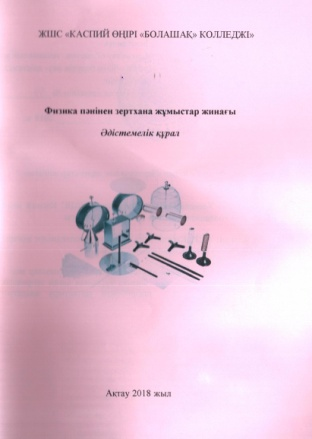 ЖШС «КАСПИЙ ӨҢІРІ «БОЛАШАҚ» КОЛЛЕДЖІ»
Физика пәнінен зертхана жұмыстар жинағы
Әдістемелік құрал
Ақтау 2018 жыл